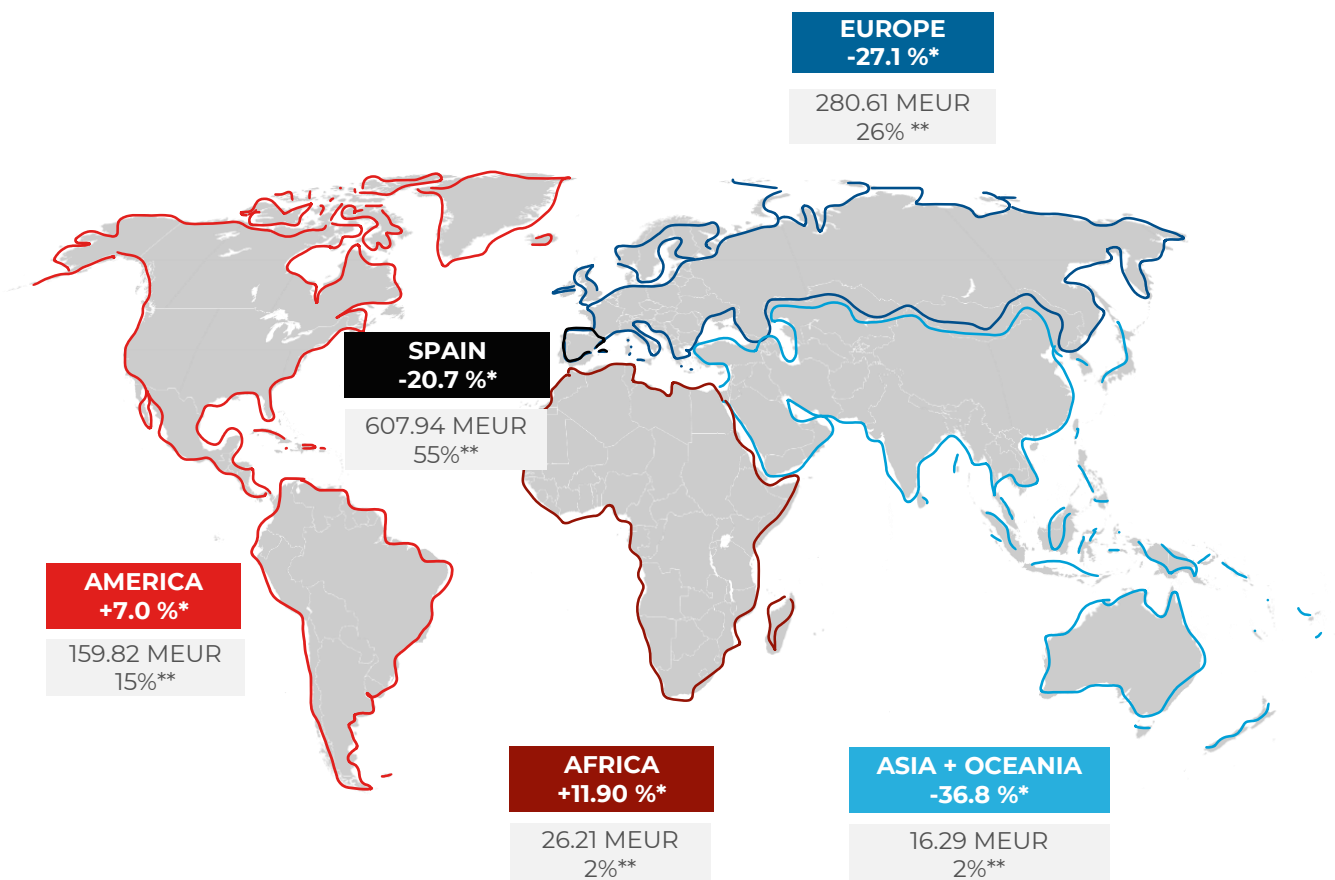 EUROPE
-27.1 %*
280.61 MEUR
26% **
SPAIN
-20.7 %*
607.94 MEUR
55%**
AMERICA
+7.0 %*
159.82 MEUR
15%**
AFRICA
+11.90 %*
26.21 MEUR
2%**
ASIA + OCEANIA
-36.8 %*
16.29 MEUR
2%**